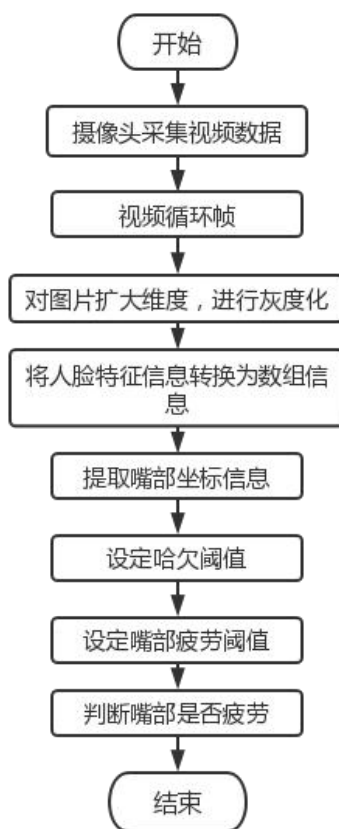 开始
摄像头采集视频数据
视频循环帧
对图片扩大维度，进行灰度化
将人脸特征信息转换为数组信
息
提取嘴部坐标信息
设定哈欠阈值
设定嘴部疲劳阈值
判断嘴部是否疲劳
结束